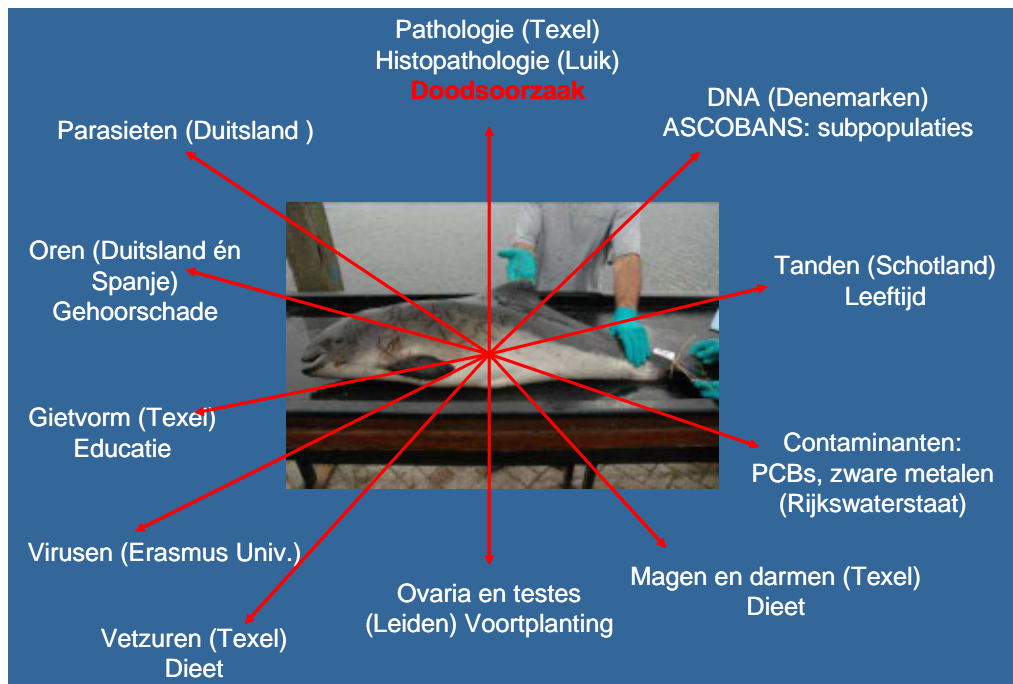 Pathologie (Texel)
Histopathologie (Luik)
Doodsoorzaak
DNA (Denemarken)
ASCOBANS: subpopulaties
Parasieten (Duitsland )
Oren (Duitsland én
Spanje)
Gehoorschade
Tanden (Schotland)
Leeftijd
Gietvorm (Texel)
Educatie
Contaminanten:
PCBs, zware metalen
(Rijkswaterstaat)
Virusen (Erasmus Univ.)
Magen en darmen (Texel)
Dieet
Ovaria en testes
(Leiden) Voortplanting
Vetzuren (Texel)
Dieet